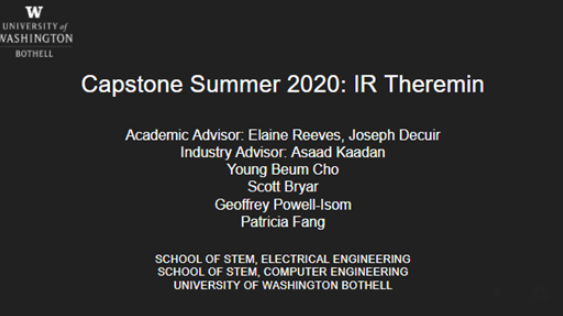 W
UNIVERSITY of
WASHINGTON
BOTHELL
Capstone Summer 2020: IR Theremin
Academic Advisor: Elaine Reeves, Joseph Decuir
Industry Advisor: Asaad Kaadan
Young Beum Cho
Scott Bryar
Geoffrey Powell-Isom
Patricia Fang
SCHOOL OF STEM, ELECTRICAL ENGINEERING
SCHOOL OF STEM, COMPUTER ENGINEERING
UNIVERSITY OF WASHINGTON BOTHELL